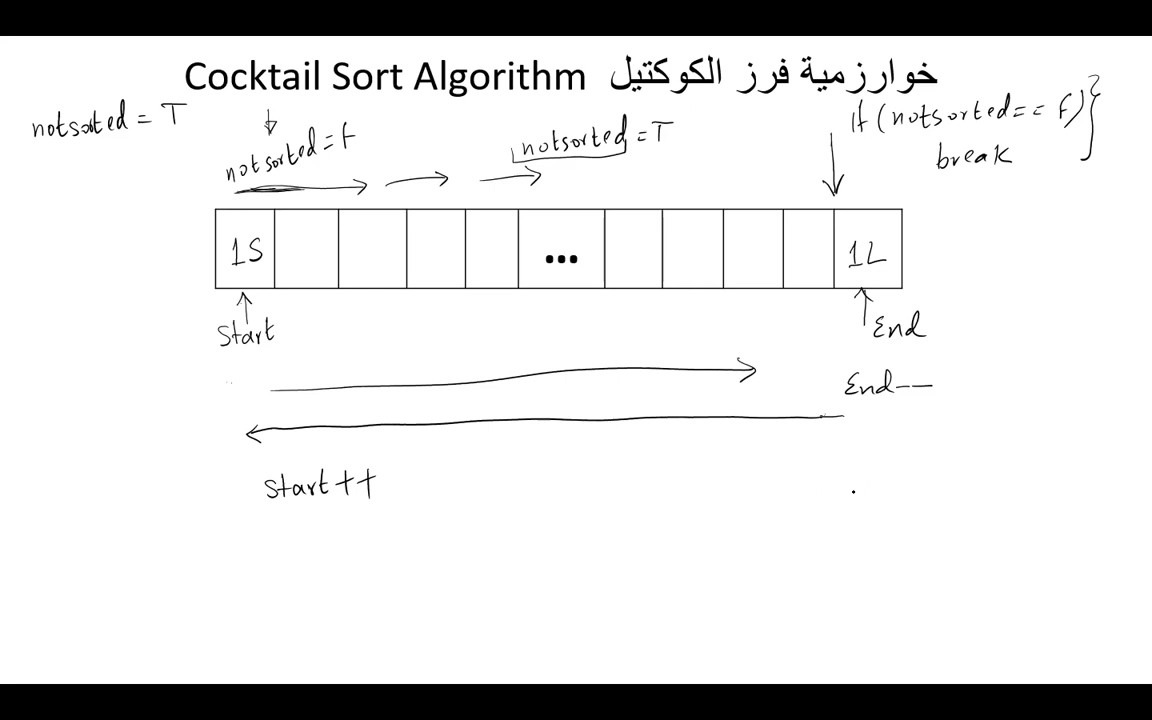 Cocktail Sort Algorithm خوارزمية فرز الكوكتيل
notsorted = T
notsorted = F
notsorted = T
If (notsorted == F) }
break
1S ... 1L
Start
End
End--
Start++